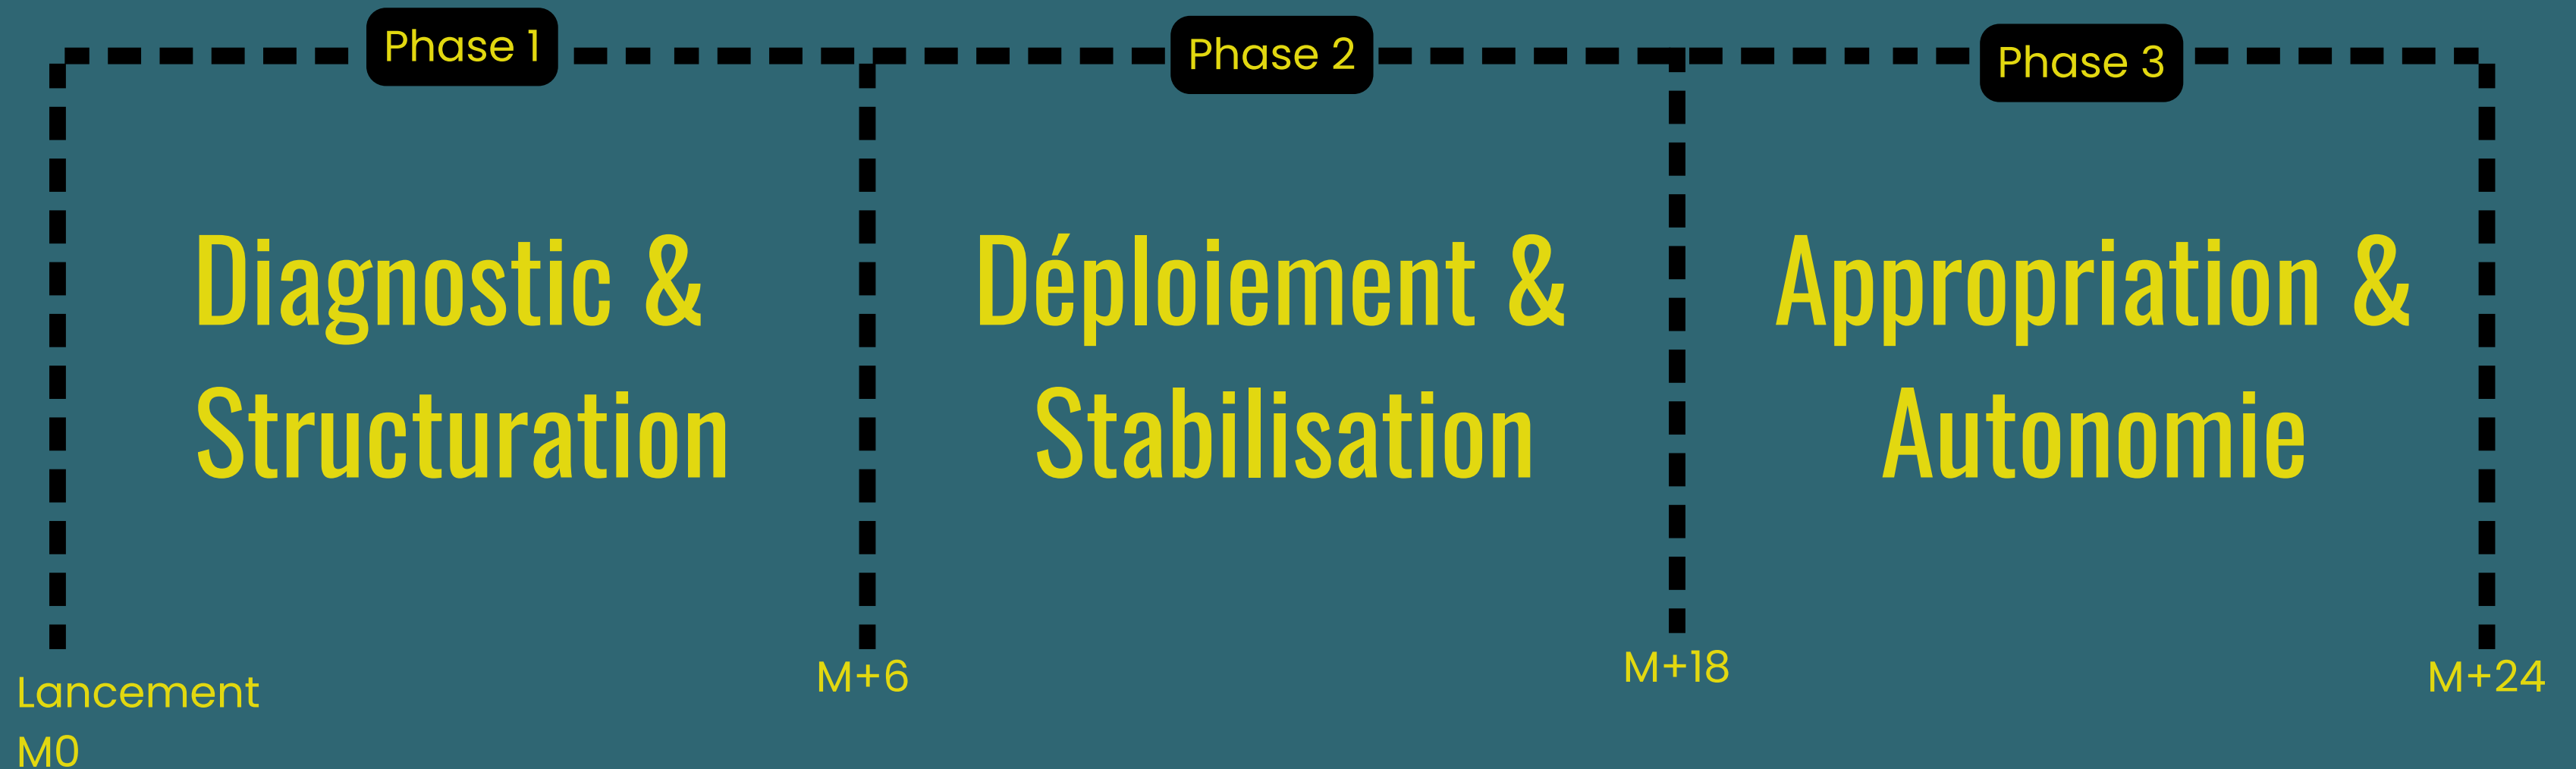 Phase 1
Phase 2
Phase 3
Diagnostic &
Structuration
Déploiement &
Stabilisation
Appropriation &
Autonomie
Lancement
M0
M+6
M+18
M+24